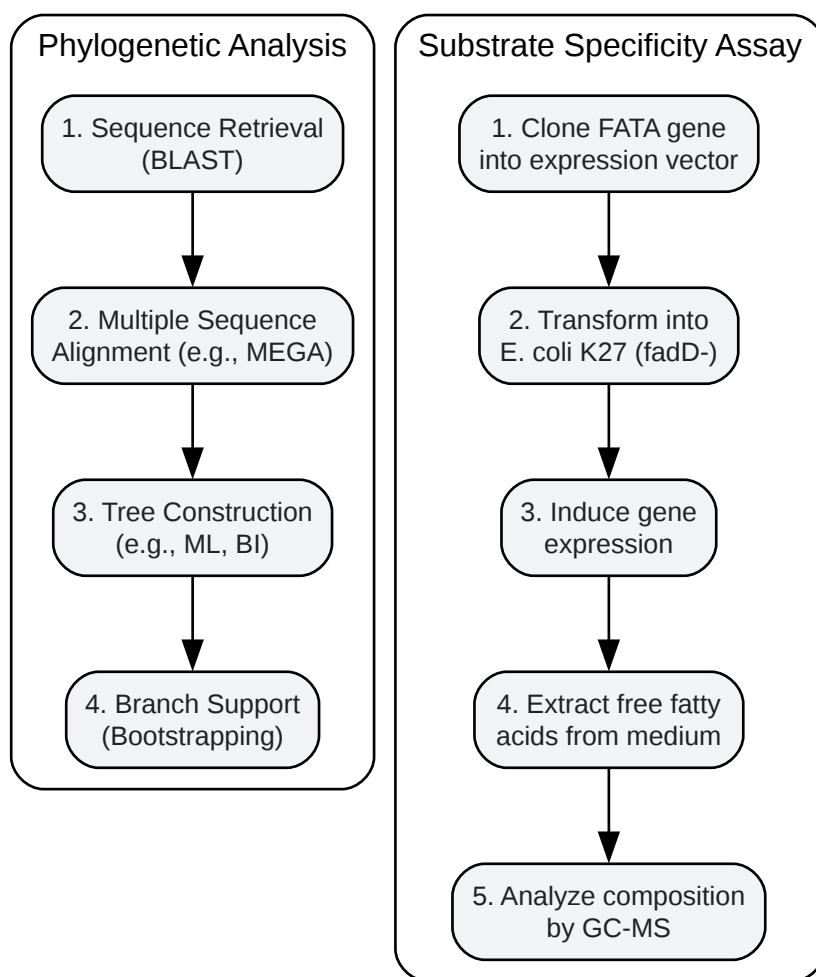 Phylogenetic Analysis
1. Sequence Retrieval
(BLAST)
2. Multiple Sequence
Alignment (e.g., MEGA)
3. Tree Construction
(e.g., ML, BI)
4. Branch Support
(Bootstrapping)
Substrate Specificity Assay
1. Clone FATA gene
into expression vector
2. Transform into
E. coli K27 (fadD-)
3. Induce gene
expression
4. Extract free fatty
acids from medium
5. Analyze composition
by GC-MS